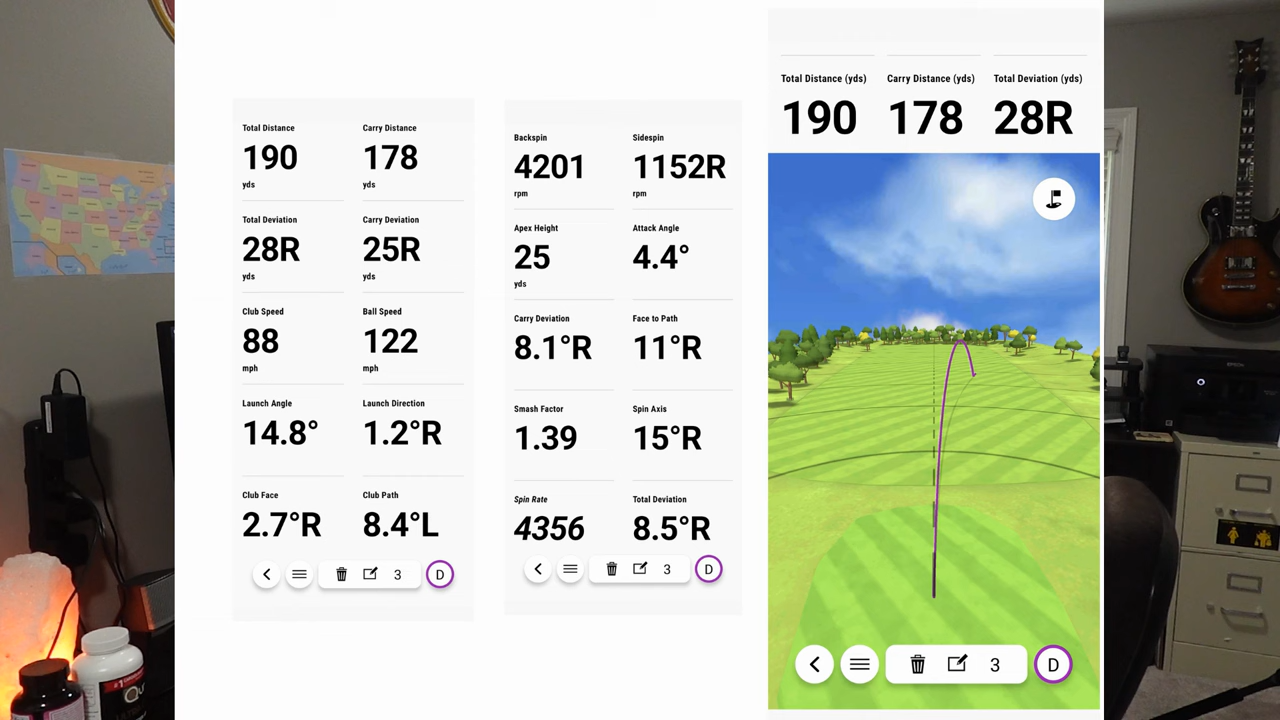 Total Distance
Carry Distance
190
178
yds
yds
Total Deviation
Carry Deviation
28R
25R
yds
yds
Club Speed
Ball Speed
88
122
mph
mph
Launch Angle
Launch Direction
14.8°
1.2°R
Club Face
Club Path
2.7°R
8.4°L
3
D
Backspin
Sidespin
4201
1152R
rpm
rpm
Apex Height
Attack Angle
25
4.4°
yds
Carry Deviation
Face to Path
8.1°R
11°R
Smash Factor
Spin Axis
1.39
15°R
Spin Rate
Total Deviation
4356
8.5°R
3
D
Total Distance (yds)
Carry Distance (yds)
Total Deviation (yds)
190
178
28R
3
D
EPSON